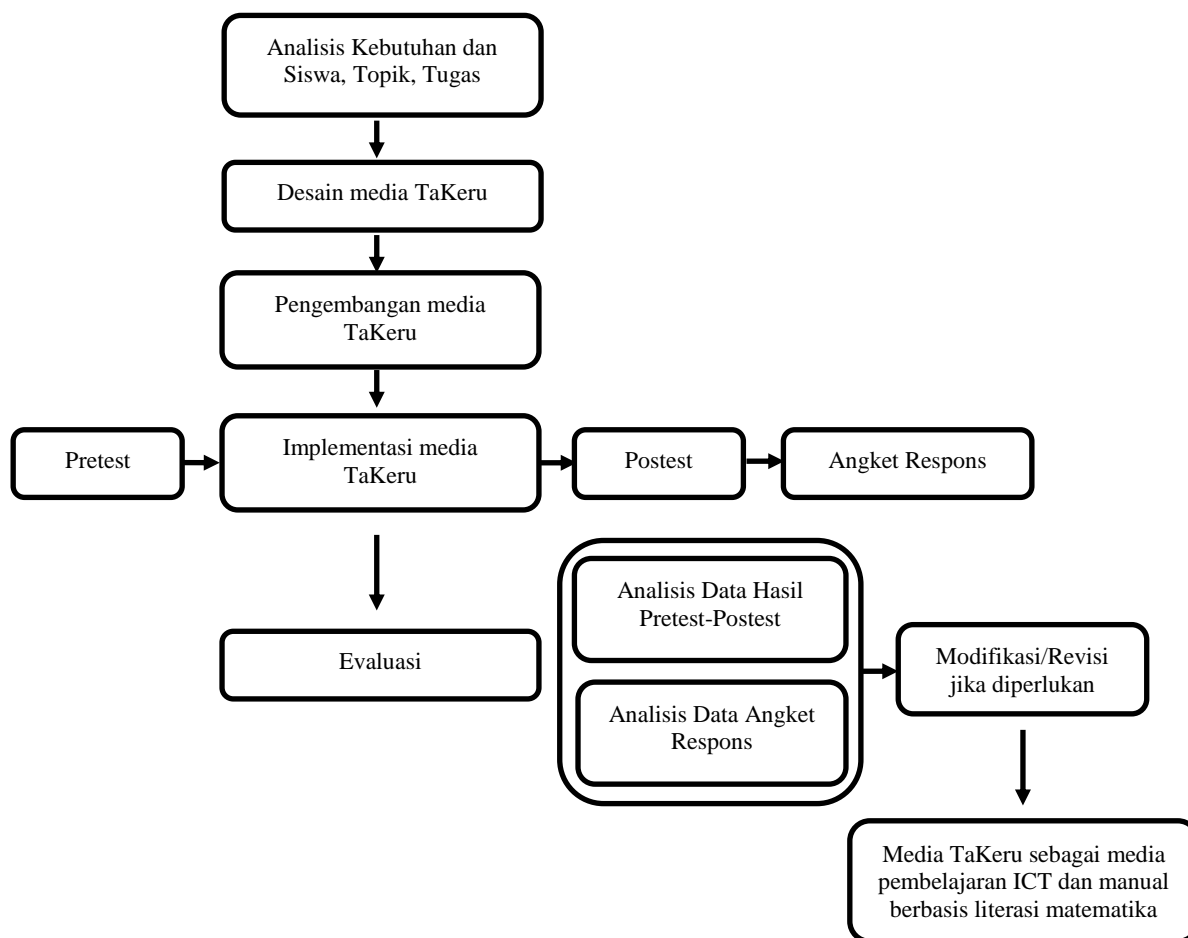 Analisis Kebutuhan dan
Siswa, Topik, Tugas
Desain media TaKeru
Pengembangan media
TaKeru
Pretest
Implementasi media
TaKeru
Postest
Angket Respons
Evaluasi
Analisis Data Hasil
Pretest-Postest
Analisis Data Angket
Respons
Modifikasi/Revisi
jika diperlukan
Media TaKeru sebagai media
pembelajaran ICT dan manual
berbasis literasi matematika